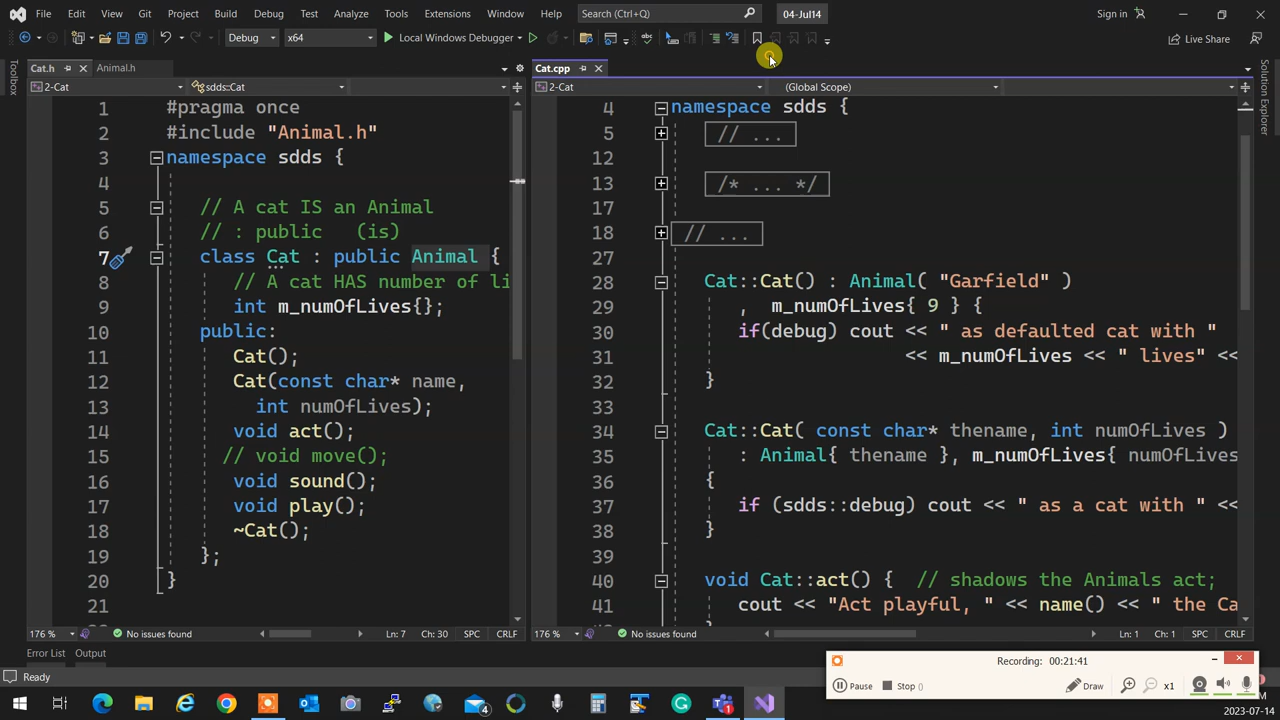 File Edit View Git Project Build Debug Test Analyze Tools Extensions Window Help Search (Ctrl+Q) 04-Jul14 Sign in
Debug x64 Local Windows Debugger Live Share
Toolbox
Cat.h Animal.h
2-Cat sdds::Cat
1 #pragma once
2 #include "Animal.h"
3 namespace sdds {
4
5 // A cat IS an Animal
6 // : public (is)
7 class Cat : public Animal {
8 // A cat HAS number of li
9 int m_numOfLives{};
10 public:
11 Cat();
12 Cat(const char* name,
13 int numOfLives);
14 void act();
15 // void move();
16 void sound();
17 void play();
18 ~Cat();
19 };
20 }
21
176 % No issues found Ln: 7 Ch: 30 SPC CRLF
Cat.cpp
2-Cat (Global Scope)
4 namespace sdds {
5 // ...
12
13 /* ... */
17
18 // ...
27
28 Cat::Cat() : Animal( "Garfield" )
29 , m_numOfLives{ 9 } {
30 if(debug) cout << " as defaulted cat with "
31 << m_numOfLives << " lives" <<
32 }
33
34 Cat::Cat( const char* thename, int numOfLives )
35 : Animal{ thename }, m_numOfLives{ numOfLives
36 {
37 if (sdds::debug) cout << " as a cat with " <<
38 }
39
40 void Cat::act() { // shadows the Animals act;
41 cout << "Act playful, " << name() << " the Ca
176 % No issues found Ln: 1 Ch: 1 SPC CRLF
Solution Explorer
Error List Output
Ready
Recording: 00:21:41
Pause Stop () Draw x1
2023-07-14